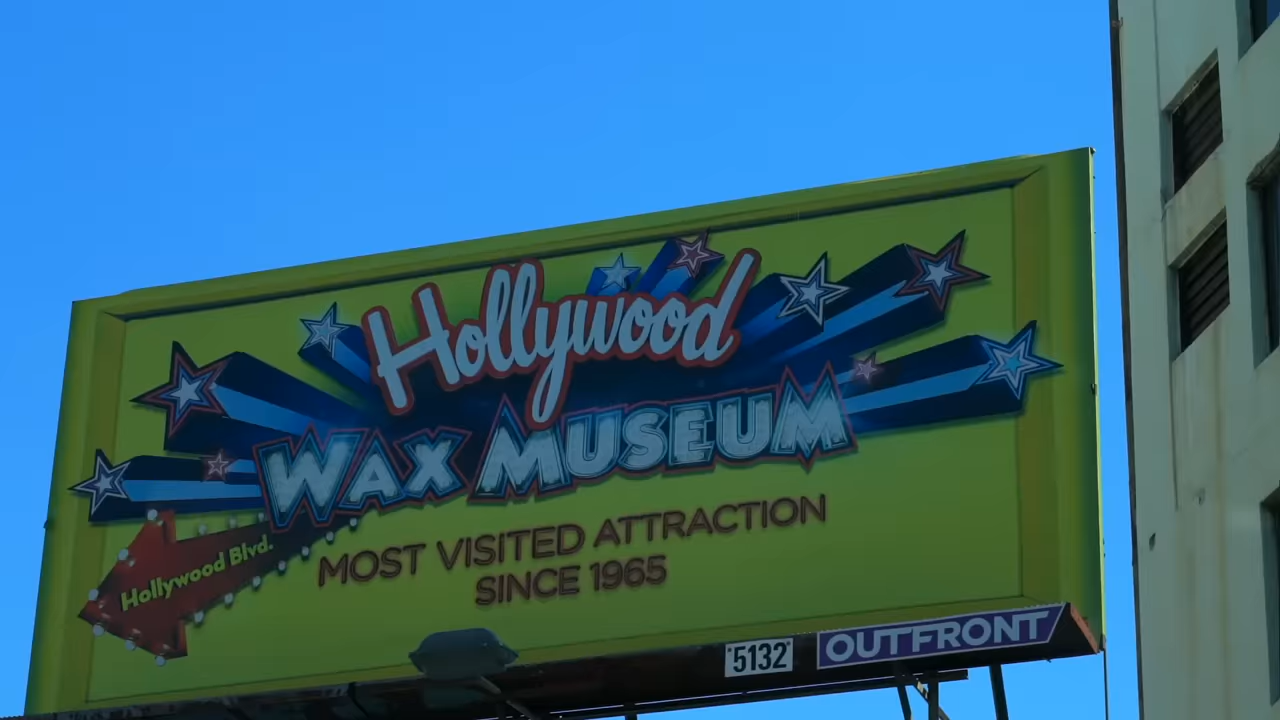 Hollywood
WAX MUSEUM
Hollywood Blvd.
MOST VISITED ATTRACTION
SINCE 1965
5132
OUTFRONT